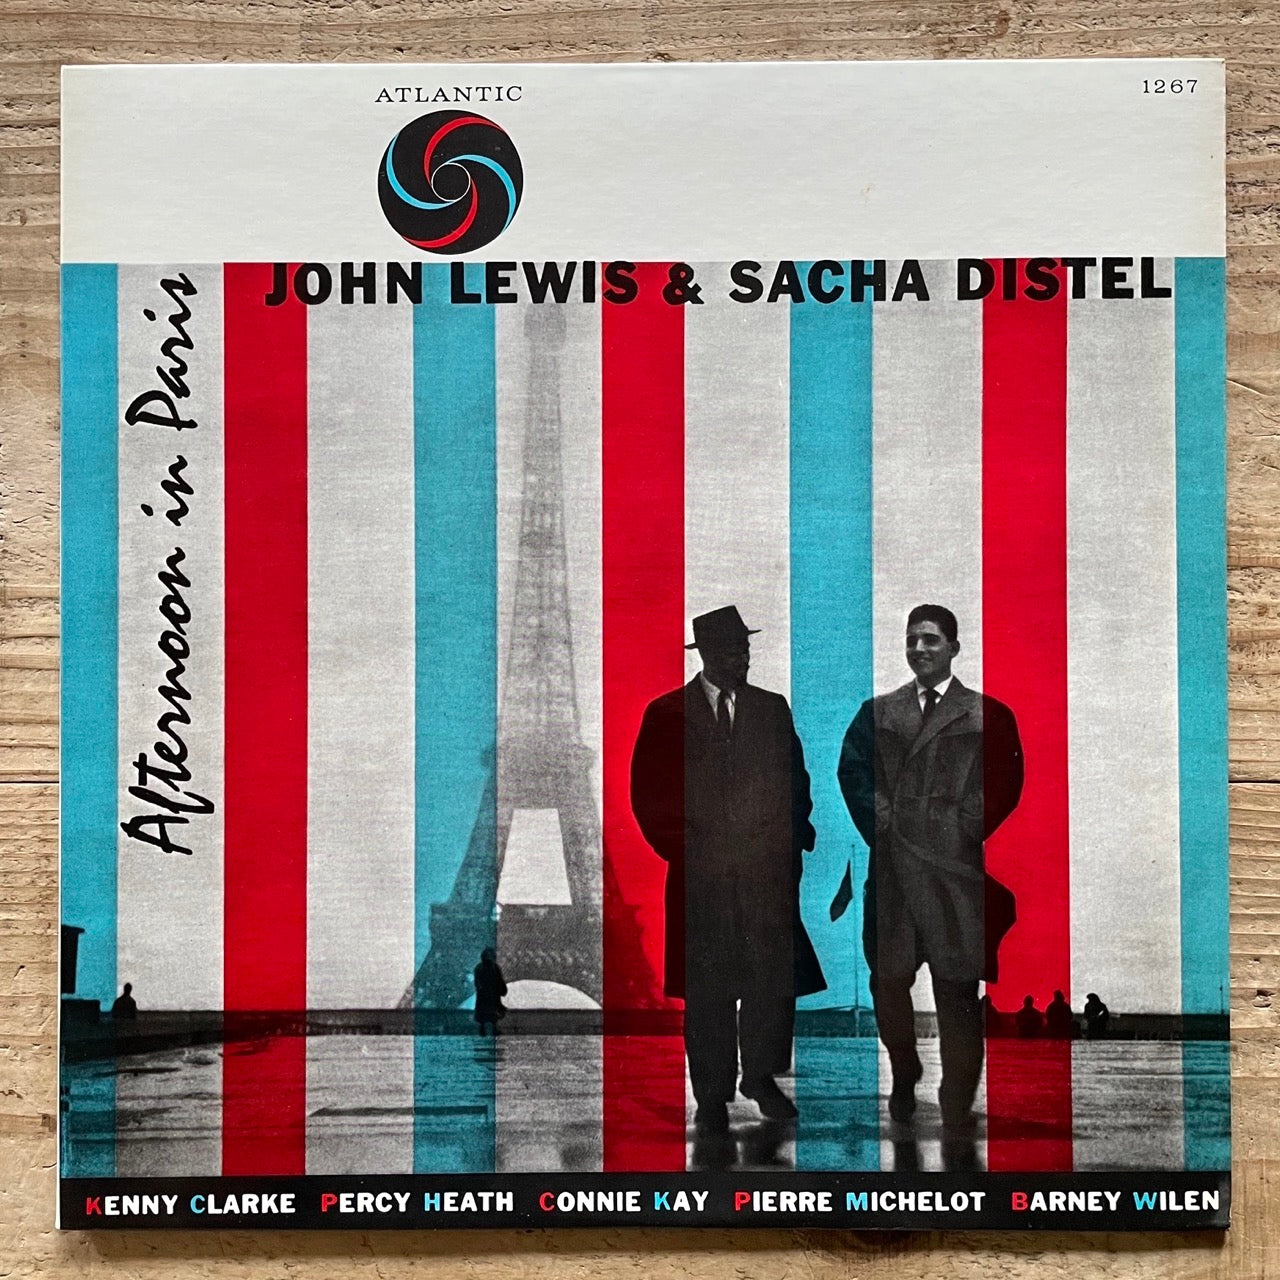 ATLANTIC
1267
JOHN LEWIS & SACHA DISTEL
Afternoon in Paris
KENNY CLARKE PERCY HEATH CONNIE KAY PIERRE MICHELOT BARNEY WILEN